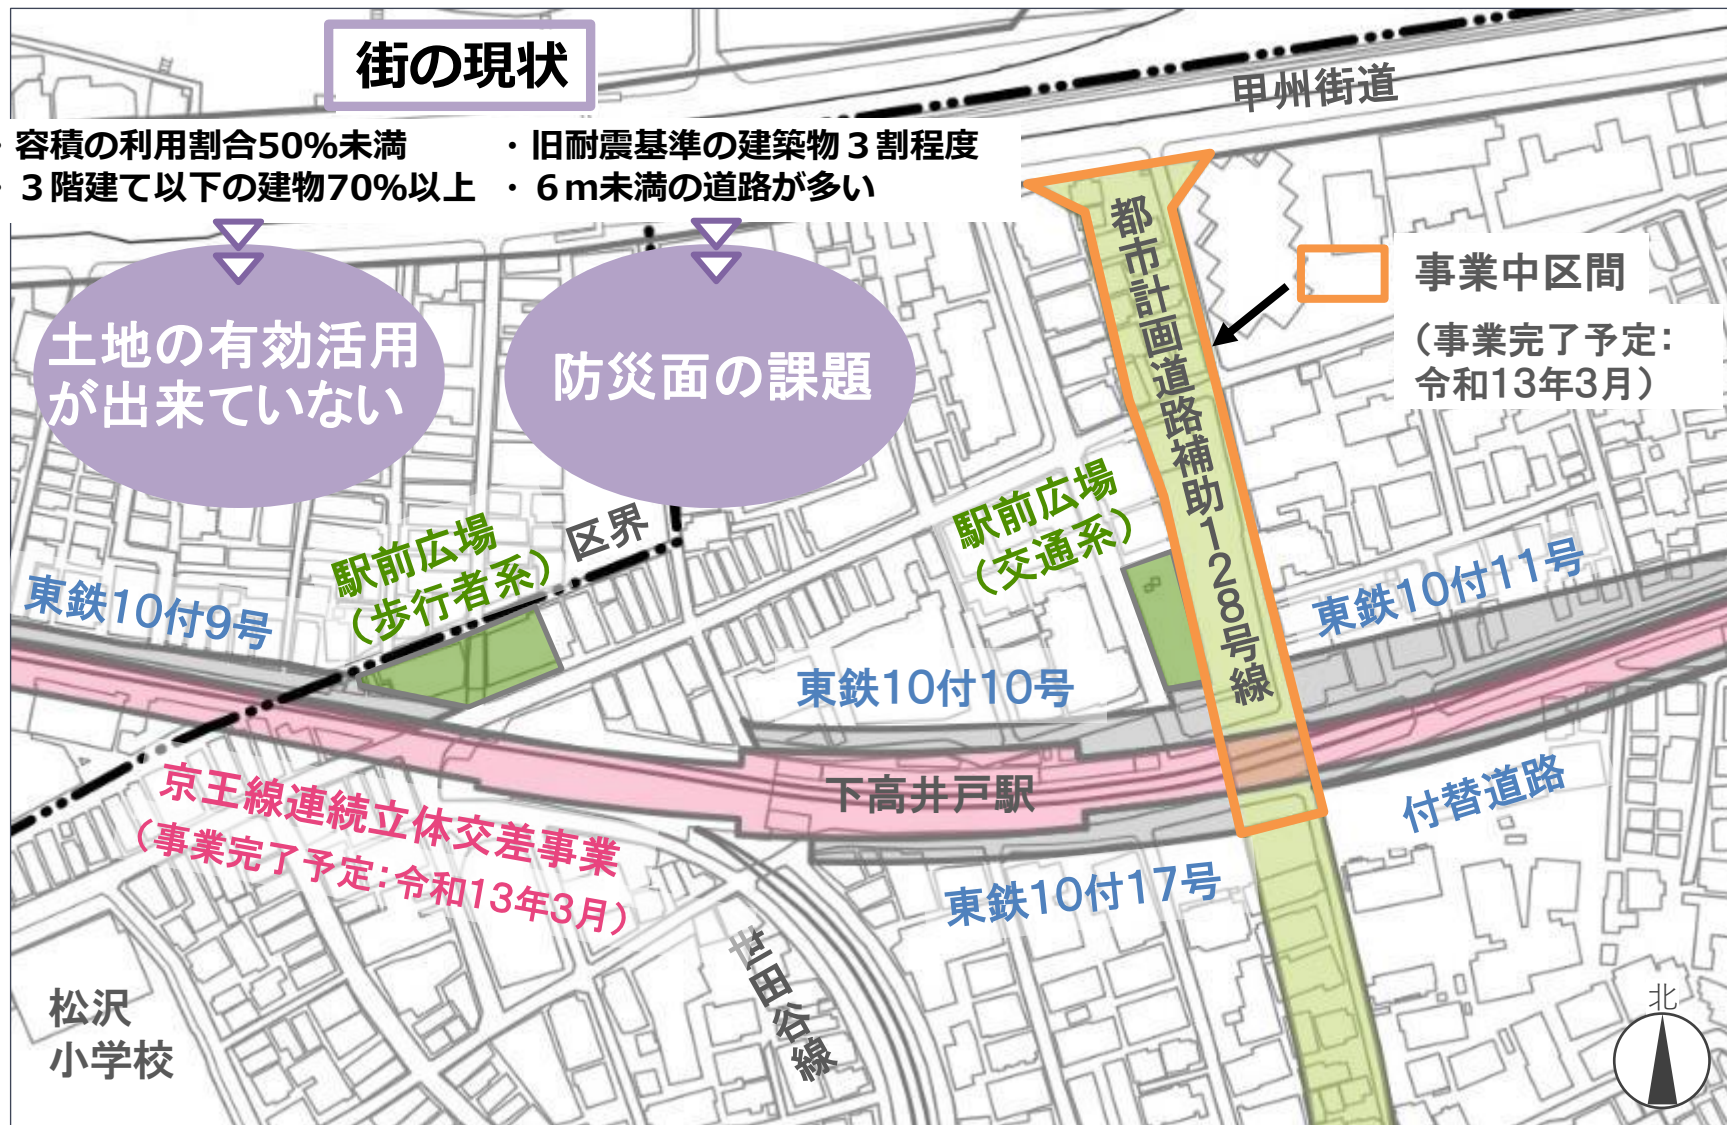 街の現状
・容積の利用割合50%未満
・旧耐震基準の建築物３割程度
・３階建て以下の建物70%以上
・６ｍ未満の道路が多い
土地の有効活用
が出来ていない
防災面の課題
甲州街道
都市計画道路補助128号線
事業中区間
（事業完了予定：
令和13年3月）
駅前広場
（歩行者系）
区界
駅前広場
（交通系）
東鉄10付9号
東鉄10付10号
東鉄10付11号
下高井戸駅
京王線連続立体交差事業
（事業完了予定：令和13年3月）
付替道路
東鉄10付17号
世田谷線
松沢
小学校
北